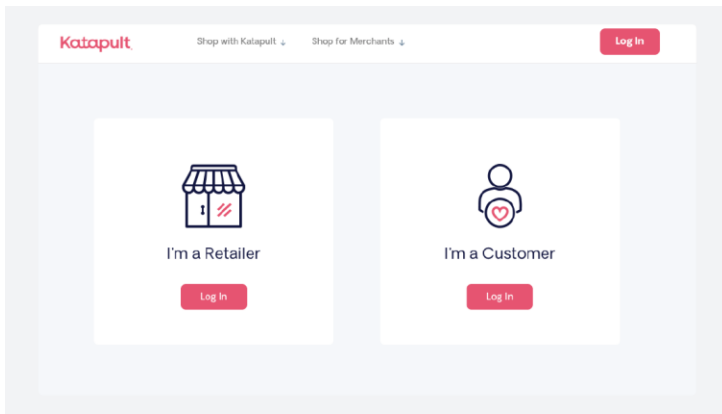 Katapult
Shop with Katapult ↓ Shop for Merchants ↓ Log In
I'm a Retailer
Log In
I'm a Customer
Log In